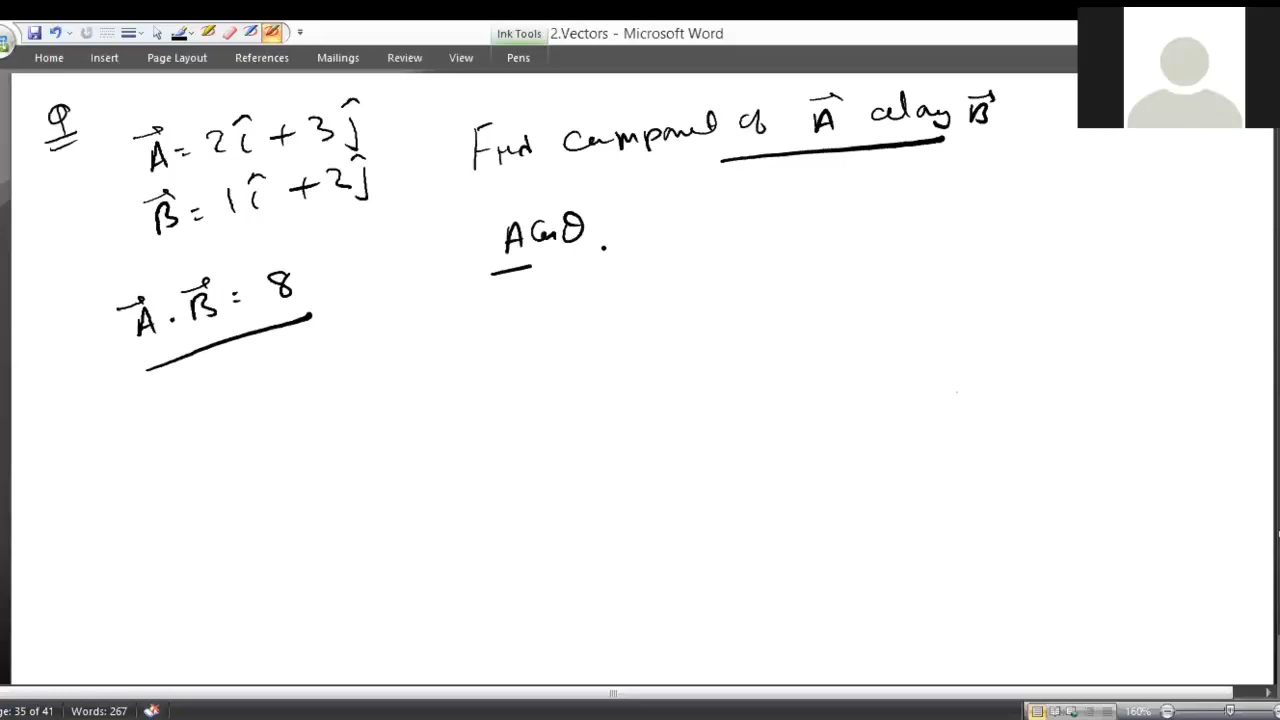 Ink Tools 2.Vectors - Microsoft Word
Home Insert Page Layout References Mailings Review View Pens
Q
A⃗ = 2î + 3ĵ
B⃗ = 1î + 2ĵ
Find component of A⃗ along B⃗
A cos θ.
A⃗ . B⃗ = 8
ge: 35 of 41 Words: 267 160%